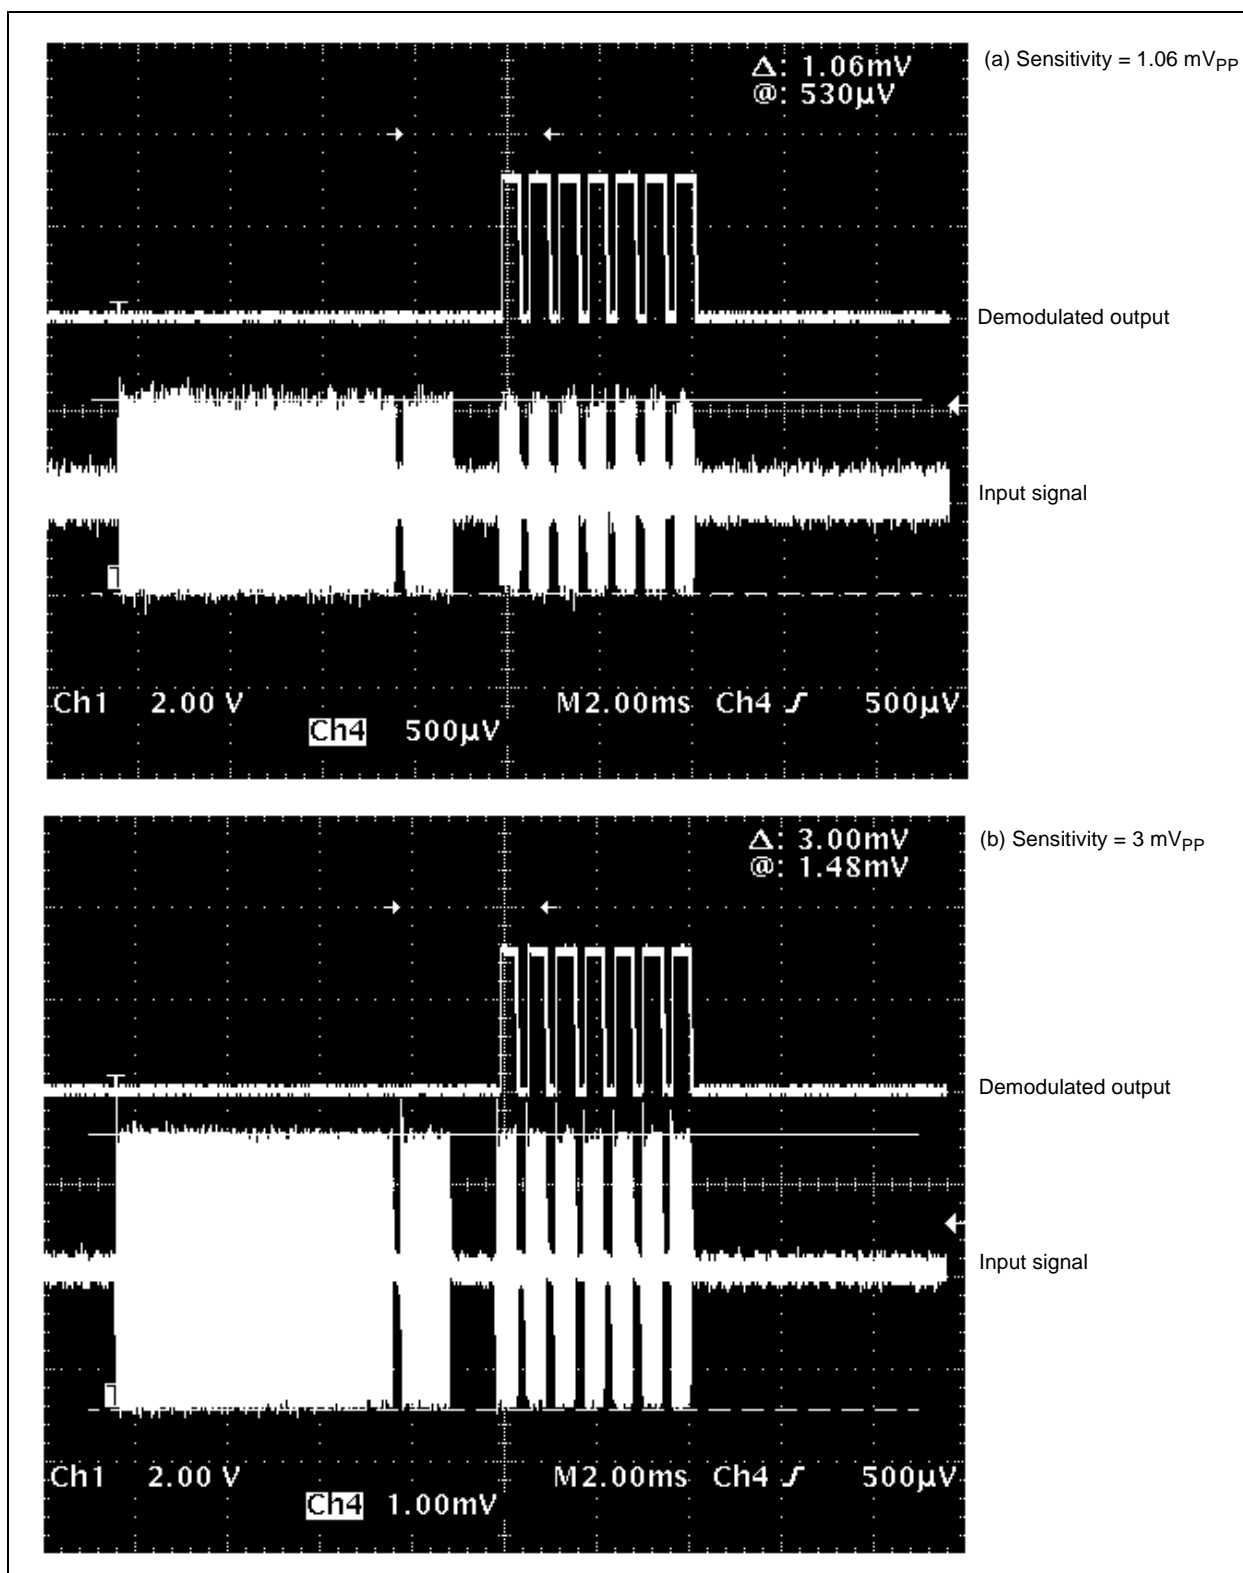 Δ: 1.06mV
@: 530µV
(a) Sensitivity = 1.06 mVPP
Demodulated output
Input signal
Ch1 2.00 V M2.00ms Ch4 500µV
Ch4 500µV
Δ: 3.00mV
@: 1.48mV
(b) Sensitivity = 3 mVPP
Demodulated output
Input signal
Ch1 2.00 V M2.00ms Ch4 500µV
Ch4 1.00mV